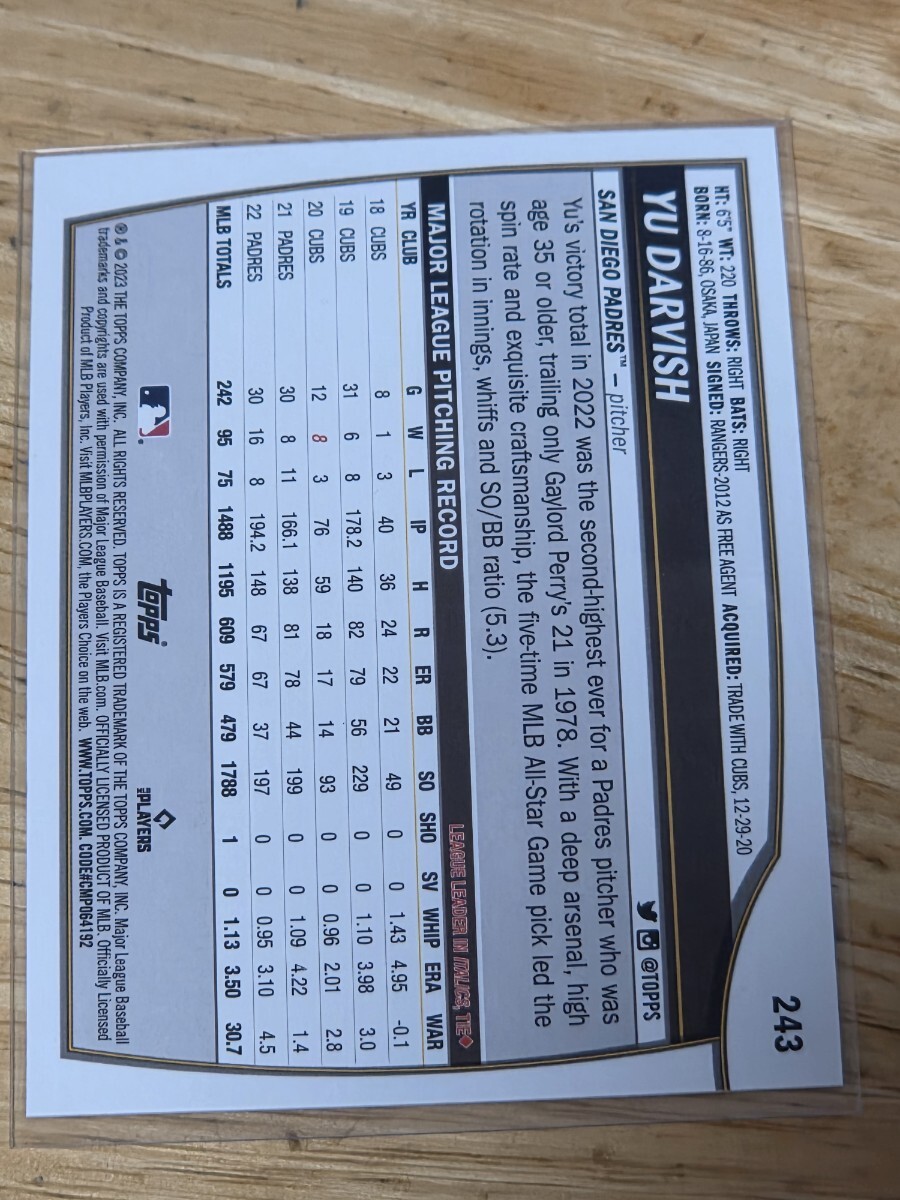 243
HT: 6'5" WT: 220 THROWS: RIGHT BATS: RIGHT
BORN: 8-16-86, OSAKA, JAPAN SIGNED: RANGERS-2012 AS FREE AGENT ACQUIRED: TRADE WITH CUBS, 12-29-20
YU DARVISH
SAN DIEGO PADRES™ – pitcher @TOPPS
Yu's victory total in 2022 was the second-highest ever for a Padres pitcher who was
age 35 or older, trailing only Gaylord Perry's 21 in 1978. With a deep arsenal, high
spin rate and exquisite craftsmanship, the five-time MLB All-Star Game pick led the
rotation in innings, whiffs and SO/BB ratio (5.3).
MAJOR LEAGUE PITCHING RECORD LEAGUE LEADER IN ITALICS, TIE◆
YR CLUB G W L IP H R ER BB SO SHO SV WHIP ERA WAR
18 CUBS 8 1 3 40 36 24 22 21 49 0 0 1.43 4.95 -0.1
19 CUBS 31 6 8 178.2 140 82 79 56 229 0 0 1.10 3.98 3.0
20 CUBS 12 8 3 76 59 18 17 14 93 0 0 0.96 2.01 2.8
21 PADRES 30 8 11 166.1 138 81 78 44 199 0 0 1.09 4.22 1.4
22 PADRES 30 16 8 194.2 148 67 67 37 197 0 0 0.95 3.10 4.5
MLB TOTALS 242 95 75 1488 1195 609 579 479 1788 1 0 1.13 3.50 30.7
topps® PLAYERS
® & © 2023 THE TOPPS COMPANY, INC. ALL RIGHTS RESERVED. TOPPS IS A REGISTERED TRADEMARK OF THE TOPPS COMPANY, INC. Major League Baseball
trademarks and copyrights are used with permission of Major League Baseball. Visit MLB.com. OFFICIALLY LICENSED PRODUCT OF MLB. Officially Licensed
Product of MLB Players, Inc. Visit MLBPLAYERS.COM, the Players Choice on the web. WWW.TOPPS.COM. CODE#CMP064192